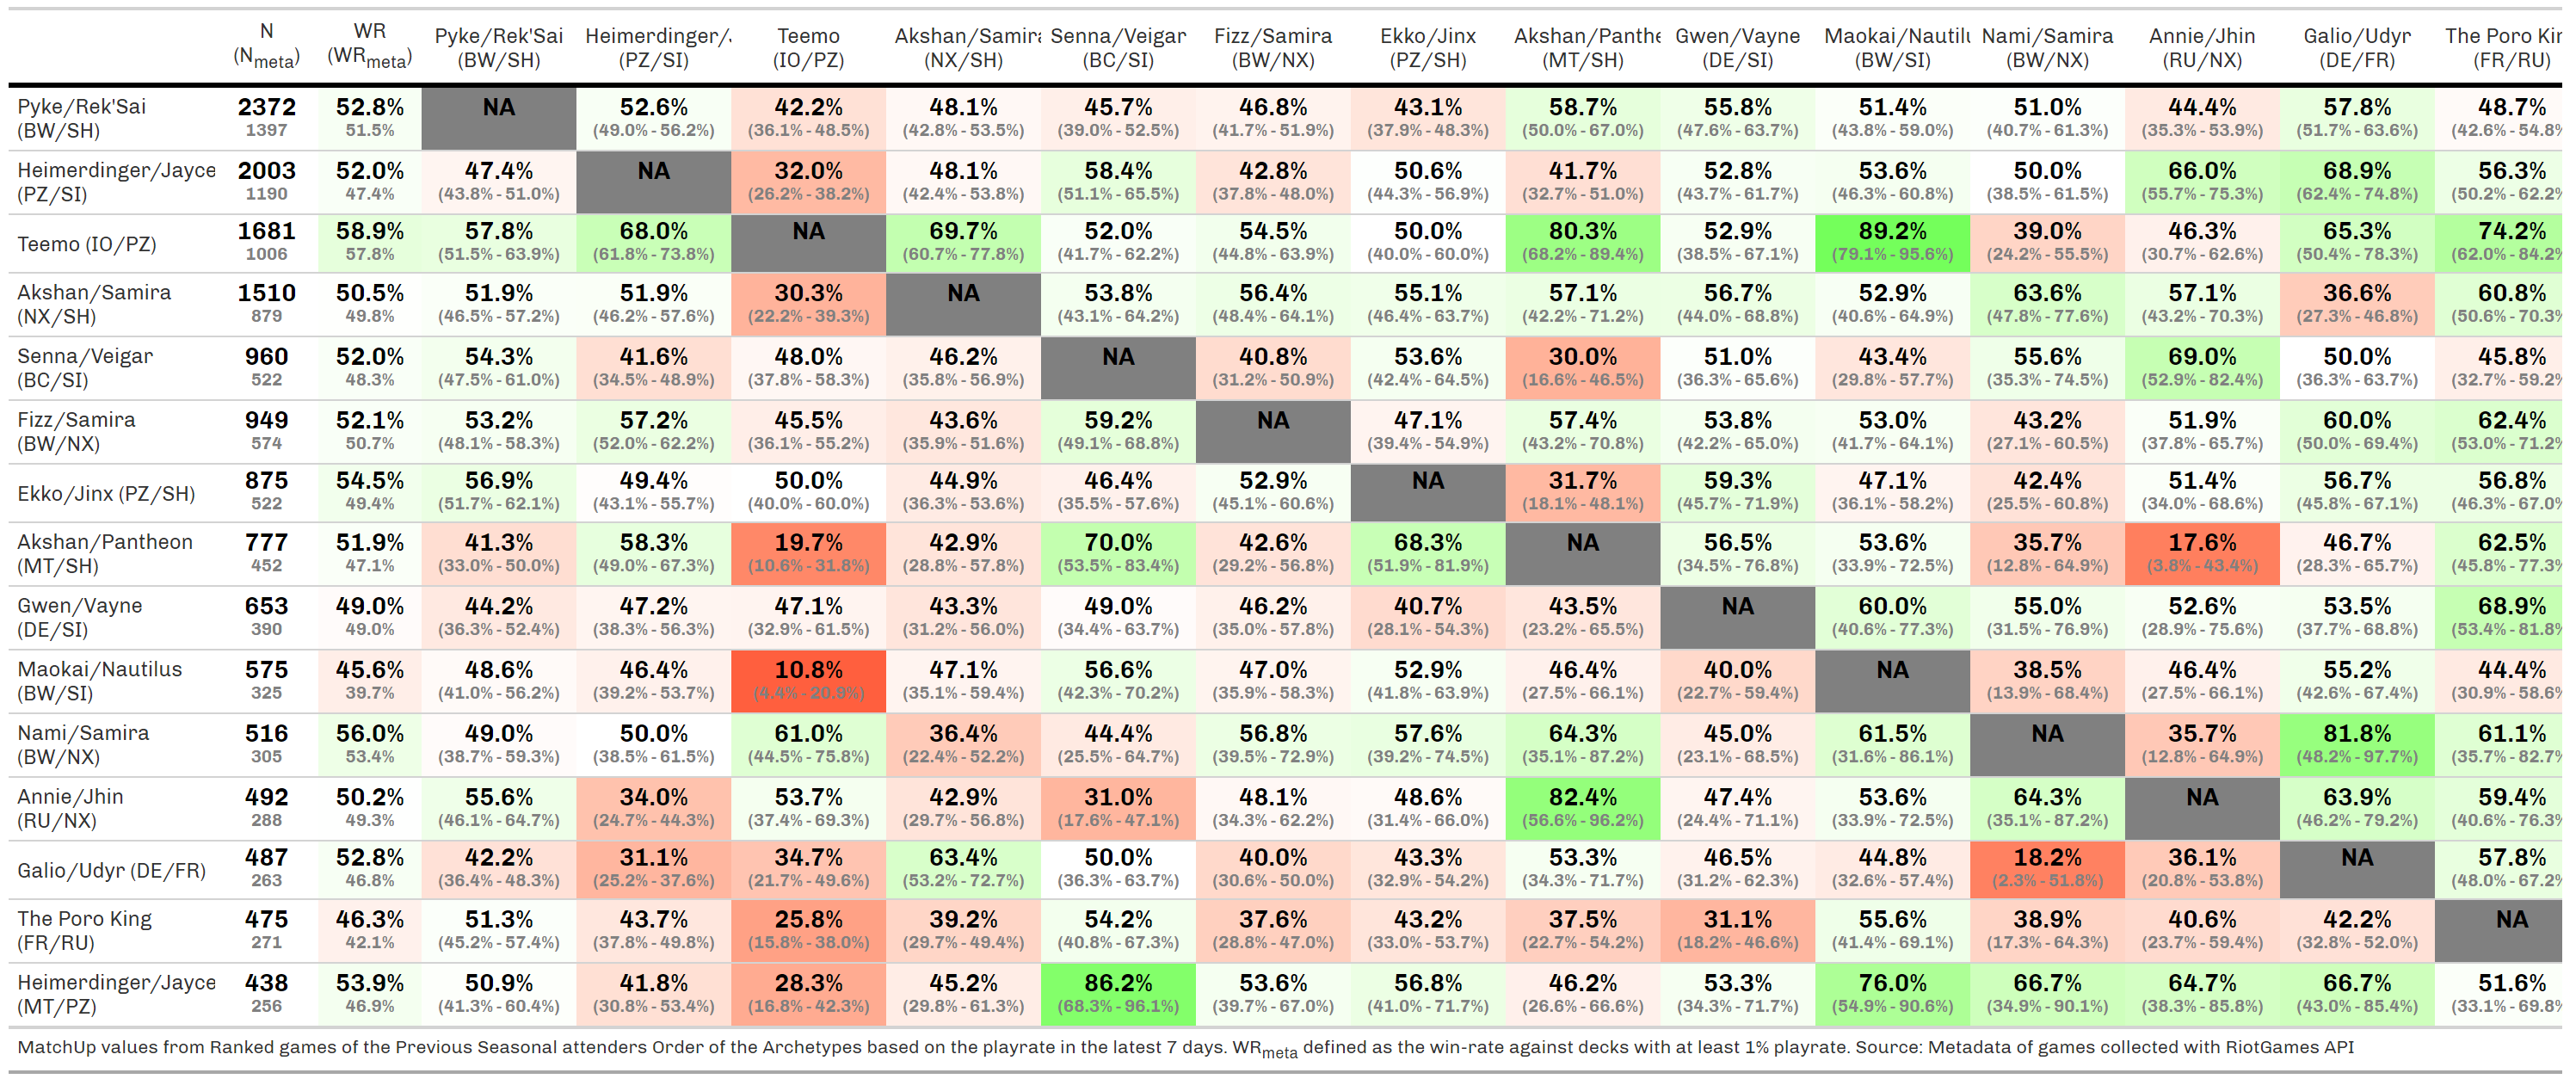 N WR Pyke/Rek'Sai Heimerdinger/ Teemo Akshan/Samira Senna/Veigar Fizz/Samira Ekko/Jinx Akshan/Panthe Gwen/Vayne Maokai/Nautilu Nami/Samira Annie/Jhin Galio/Udyr The Poro Kin
(Nmeta) (WRmeta) (BW/SH) (PZ/SI) (IO/PZ) (NX/SH) (BC/SI) (BW/NX) (PZ/SH) (MT/SH) (DE/SI) (BW/SI) (BW/NX) (RU/NX) (DE/FR) (FR/RU)
Pyke/Rek'Sai 2372 52.8% NA 52.6% 42.2% 48.1% 45.7% 46.8% 43.1% 58.7% 55.8% 51.4% 51.0% 44.4% 57.8% 48.7%
(BW/SH) 1397 51.5% (49.0% - 56.2%) (36.1% - 48.5%) (42.8% - 53.5%) (39.0% - 52.5%) (41.7% - 51.9%) (37.9% - 48.3%) (50.0% - 67.0%) (47.6% - 63.7%) (43.8% - 59.0%) (40.7% - 61.3%) (35.3% - 53.9%) (51.7% - 63.6%) (42.6% - 54.8%
Heimerdinger/Jayce 2003 52.0% 47.4% NA 32.0% 48.1% 58.4% 42.8% 50.6% 41.7% 52.8% 53.6% 50.0% 66.0% 68.9% 56.3%
(PZ/SI) 1190 47.4% (43.8% - 51.0%) (26.2% - 38.2%) (42.4% - 53.8%) (51.1% - 65.5%) (37.8% - 48.0%) (44.3% - 56.9%) (32.7% - 51.0%) (43.7% - 61.7%) (46.3% - 60.8%) (38.5% - 61.5%) (55.7% - 75.3%) (62.4% - 74.8%) (50.2% - 62.2%
Teemo (IO/PZ) 1681 58.9% 57.8% 68.0% NA 69.7% 52.0% 54.5% 50.0% 80.3% 52.9% 89.2% 39.0% 46.3% 65.3% 74.2%
1006 57.8% (51.5% - 63.9%) (61.8% - 73.8%) (60.7% - 77.8%) (41.7% - 62.2%) (44.8% - 63.9%) (40.0% - 60.0%) (68.2% - 89.4%) (38.5% - 67.1%) (79.1% - 95.6%) (24.2% - 55.5%) (30.7% - 62.6%) (50.4% - 78.3%) (62.0% - 84.2%
Akshan/Samira 1510 50.5% 51.9% 51.9% 30.3% NA 53.8% 56.4% 55.1% 57.1% 56.7% 52.9% 63.6% 57.1% 36.6% 60.8%
(NX/SH) 879 49.8% (46.5% - 57.2%) (46.2% - 57.6%) (22.2% - 39.3%) (43.1% - 64.2%) (48.4% - 64.1%) (46.4% - 63.7%) (42.2% - 71.2%) (44.0% - 68.8%) (40.6% - 64.9%) (47.8% - 77.6%) (43.2% - 70.3%) (27.3% - 46.8%) (50.6% - 70.3%
Senna/Veigar 960 52.0% 54.3% 41.6% 48.0% 46.2% NA 40.8% 53.6% 30.0% 51.0% 43.4% 55.6% 69.0% 50.0% 45.8%
(BC/SI) 522 48.3% (47.5% - 61.0%) (34.5% - 48.9%) (37.8% - 58.3%) (35.8% - 56.9%) (31.2% - 50.9%) (42.4% - 64.5%) (16.6% - 46.5%) (36.3% - 65.6%) (29.8% - 57.7%) (35.3% - 74.5%) (52.9% - 82.4%) (36.3% - 63.7%) (32.7% - 59.2%
Fizz/Samira 949 52.1% 53.2% 57.2% 45.5% 43.6% 59.2% NA 47.1% 57.4% 53.8% 53.0% 43.2% 51.9% 60.0% 62.4%
(BW/NX) 574 50.7% (48.1% - 58.3%) (52.0% - 62.2%) (36.1% - 55.2%) (35.9% - 51.6%) (49.1% - 68.8%) (39.4% - 54.9%) (43.2% - 70.8%) (42.2% - 65.0%) (41.7% - 64.1%) (27.1% - 60.5%) (37.8% - 65.7%) (50.0% - 69.4%) (53.0% - 71.2%
Ekko/Jinx (PZ/SH) 875 54.5% 56.9% 49.4% 50.0% 44.9% 46.4% 52.9% NA 31.7% 59.3% 47.1% 42.4% 51.4% 56.7% 56.8%
522 49.4% (51.7% - 62.1%) (43.1% - 55.7%) (40.0% - 60.0%) (36.3% - 53.6%) (35.5% - 57.6%) (45.1% - 60.6%) (18.1% - 48.1%) (45.7% - 71.9%) (36.1% - 58.2%) (25.5% - 60.8%) (34.0% - 68.6%) (45.8% - 67.1%) (46.3% - 67.0%
Akshan/Pantheon 777 51.9% 41.3% 58.3% 19.7% 42.9% 70.0% 42.6% 68.3% NA 56.5% 53.6% 35.7% 17.6% 46.7% 62.5%
(MT/SH) 452 47.1% (33.0% - 50.0%) (49.0% - 67.3%) (10.6% - 31.8%) (28.8% - 57.8%) (53.5% - 83.4%) (29.2% - 56.8%) (51.9% - 81.9%) (34.5% - 76.8%) (33.9% - 72.5%) (12.8% - 64.9%) (3.8% - 43.4%) (28.3% - 65.7%) (45.8% - 77.3%
Gwen/Vayne 653 49.0% 44.2% 47.2% 47.1% 43.3% 49.0% 46.2% 40.7% 43.5% NA 60.0% 55.0% 52.6% 53.5% 68.9%
(DE/SI) 390 49.0% (36.3% - 52.4%) (38.3% - 56.3%) (32.9% - 61.5%) (31.2% - 56.0%) (34.4% - 63.7%) (35.0% - 57.8%) (28.1% - 54.3%) (23.2% - 65.5%) (40.6% - 77.3%) (31.5% - 76.9%) (28.9% - 75.6%) (37.7% - 68.8%) (53.4% - 81.8%
Maokai/Nautilus 575 45.6% 48.6% 46.4% 10.8% 47.1% 56.6% 47.0% 52.9% 46.4% 40.0% NA 38.5% 46.4% 55.2% 44.4%
(BW/SI) 325 39.7% (41.0% - 56.2%) (39.2% - 53.7%) (4.4% - 20.9%) (35.1% - 59.4%) (42.3% - 70.2%) (35.9% - 58.3%) (41.8% - 63.9%) (27.5% - 66.1%) (22.7% - 59.4%) (13.9% - 68.4%) (27.5% - 66.1%) (42.6% - 67.4%) (30.9% - 58.6%
Nami/Samira 516 56.0% 49.0% 50.0% 61.0% 36.4% 44.4% 56.8% 57.6% 64.3% 45.0% 61.5% NA 35.7% 81.8% 61.1%
(BW/NX) 305 53.4% (38.7% - 59.3%) (38.5% - 61.5%) (44.5% - 75.8%) (22.4% - 52.2%) (25.5% - 64.7%) (39.5% - 72.9%) (39.2% - 74.5%) (35.1% - 87.2%) (23.1% - 68.5%) (31.6% - 86.1%) (12.8% - 64.9%) (48.2% - 97.7%) (35.7% - 82.7%
Annie/Jhin 492 50.2% 55.6% 34.0% 53.7% 42.9% 31.0% 48.1% 48.6% 82.4% 47.4% 53.6% 64.3% NA 63.9% 59.4%
(RU/NX) 288 49.3% (46.1% - 64.7%) (24.7% - 44.3%) (37.4% - 69.3%) (29.7% - 56.8%) (17.6% - 47.1%) (34.3% - 62.2%) (31.4% - 66.0%) (56.6% - 96.2%) (24.4% - 71.1%) (33.9% - 72.5%) (35.1% - 87.2%) (46.2% - 79.2%) (40.6% - 76.3%
Galio/Udyr (DE/FR) 487 52.8% 42.2% 31.1% 34.7% 63.4% 50.0% 40.0% 43.3% 53.3% 46.5% 44.8% 18.2% 36.1% NA 57.8%
263 46.8% (36.4% - 48.3%) (25.2% - 37.6%) (21.7% - 49.6%) (53.2% - 72.7%) (36.3% - 63.7%) (30.6% - 50.0%) (32.9% - 54.2%) (34.3% - 71.7%) (31.2% - 62.3%) (32.6% - 57.4%) (2.3% - 51.8%) (20.8% - 53.8%) (48.0% - 67.2%
The Poro King 475 46.3% 51.3% 43.7% 25.8% 39.2% 54.2% 37.6% 43.2% 37.5% 31.1% 55.6% 38.9% 40.6% 42.2% NA
(FR/RU) 271 42.1% (45.2% - 57.4%) (37.8% - 49.8%) (15.8% - 38.0%) (29.7% - 49.4%) (40.8% - 67.3%) (28.8% - 47.0%) (33.0% - 53.7%) (22.7% - 54.2%) (18.2% - 46.6%) (41.4% - 69.1%) (17.3% - 64.3%) (23.7% - 59.4%) (32.8% - 52.0%)
Heimerdinger/Jayce 438 53.9% 50.9% 41.8% 28.3% 45.2% 86.2% 53.6% 56.8% 46.2% 53.3% 76.0% 66.7% 64.7% 66.7% 51.6%
(MT/PZ) 256 46.9% (41.3% - 60.4%) (30.8% - 53.4%) (16.8% - 42.3%) (29.8% - 61.3%) (68.3% - 96.1%) (39.7% - 67.0%) (41.0% - 71.7%) (26.6% - 66.6%) (34.3% - 71.7%) (54.9% - 90.6%) (34.9% - 90.1%) (38.3% - 85.8%) (43.0% - 85.4%) (33.1% - 69.8%
MatchUp values from Ranked games of the Previous Seasonal attenders Order of the Archetypes based on the playrate in the latest 7 days. WRmeta defined as the win-rate against decks with at least 1% playrate. Source: Metadata of games collected with RiotGames API